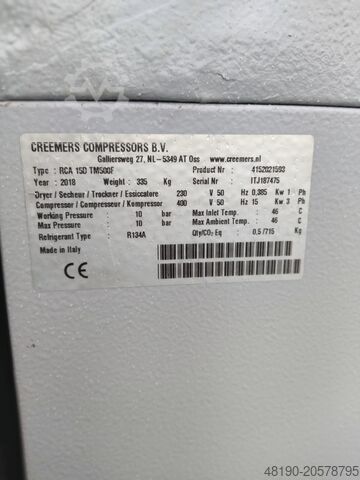 CREEMERS COMPRESSORS B.V.
Galliersweg 27, NL-5349 AT Oss www.creemers.nl
Type : RCA 15D TM500F Product Nr 4152021593
Year : 2018 Weight : 335 Kg Serial Nr ITJ187475
Dryer / Secheur / Trockner / Essiccatore 230 V 50 Hz 0,385 Kw 1 Ph
Compressor / Compresseur / Kompressor 400 V 50 Hz 15 Kw 3 Ph
Working Pressure : 10 bar Max Inlet Temp. : 46 C
Max Pressure : 10 bar Max Ambient Temp. : 46 C
Refrigerant Type : R134A Qty/CO2 Eq : 0.5 /715 Kg
Made in Italy
CE
48190-20578795